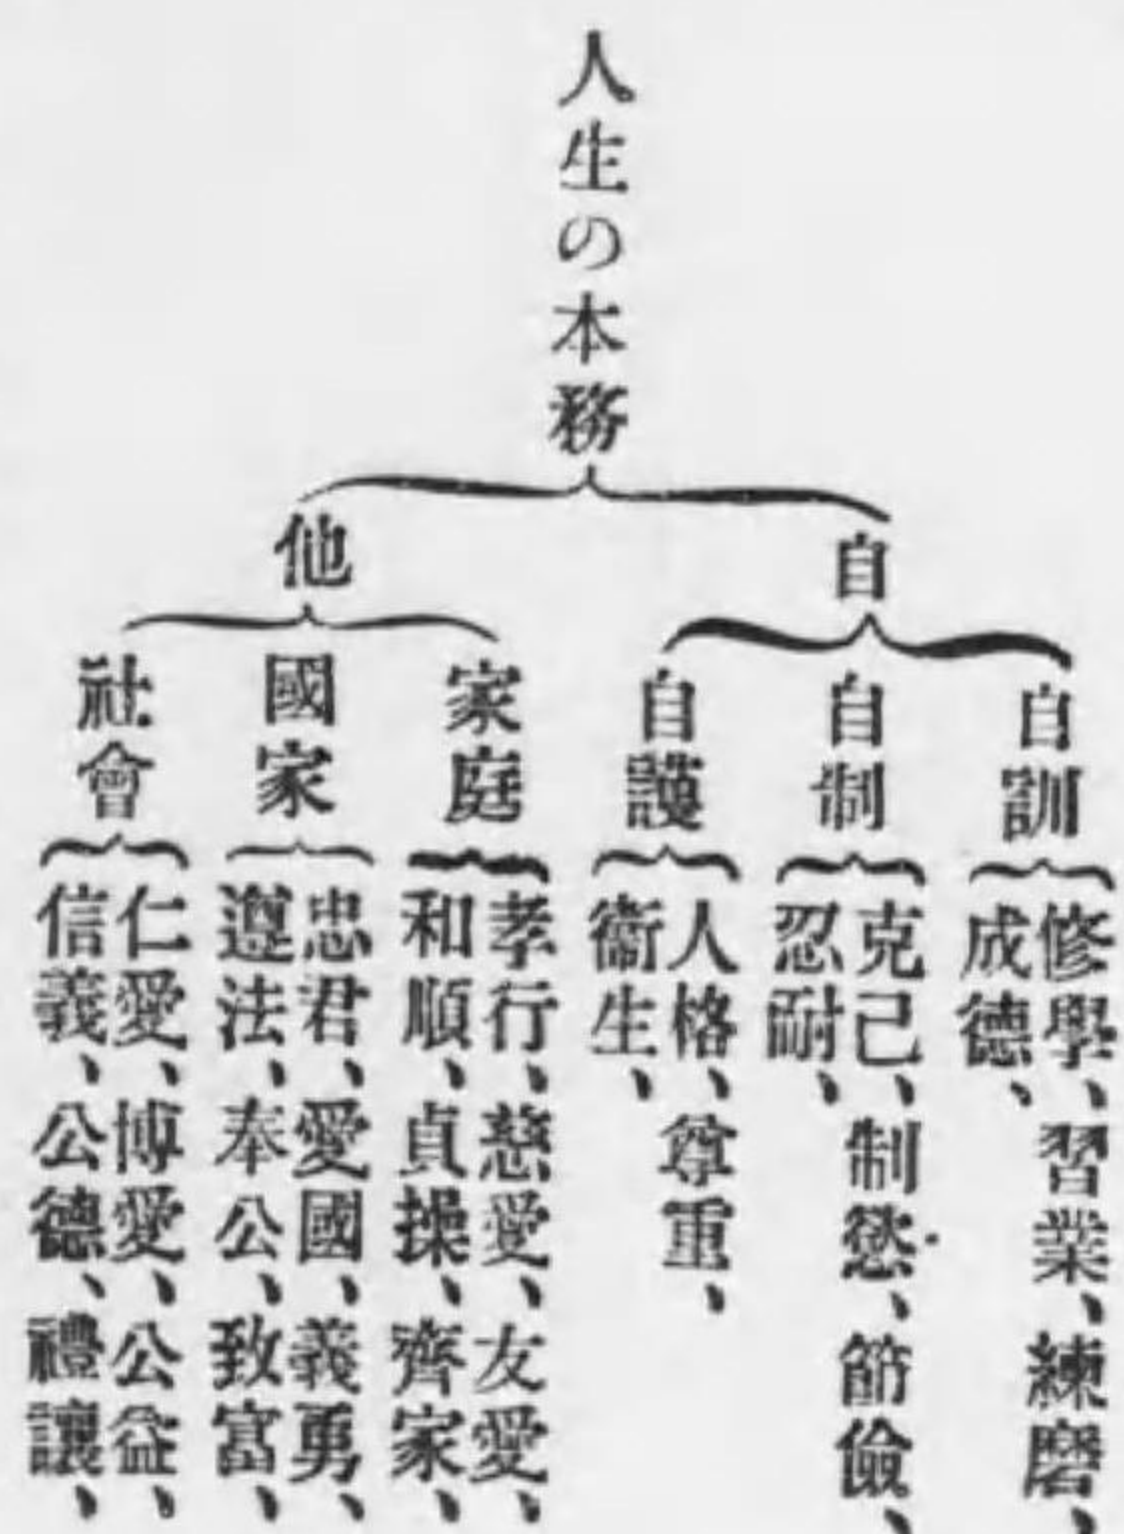 人生の本務
自
自訓
修學、習業、練磨、
成德、
自制
克己、制慾、節儉、
忍耐、
自護
人格、尊重、
衞生、
他
家庭
孝行、慈愛、友愛、
和順、貞操、齊家、
國家
忠君、愛國、義勇、
遵法、奉公、致富、
社會
仁愛、博愛、公益、
信義、公德、禮讓、